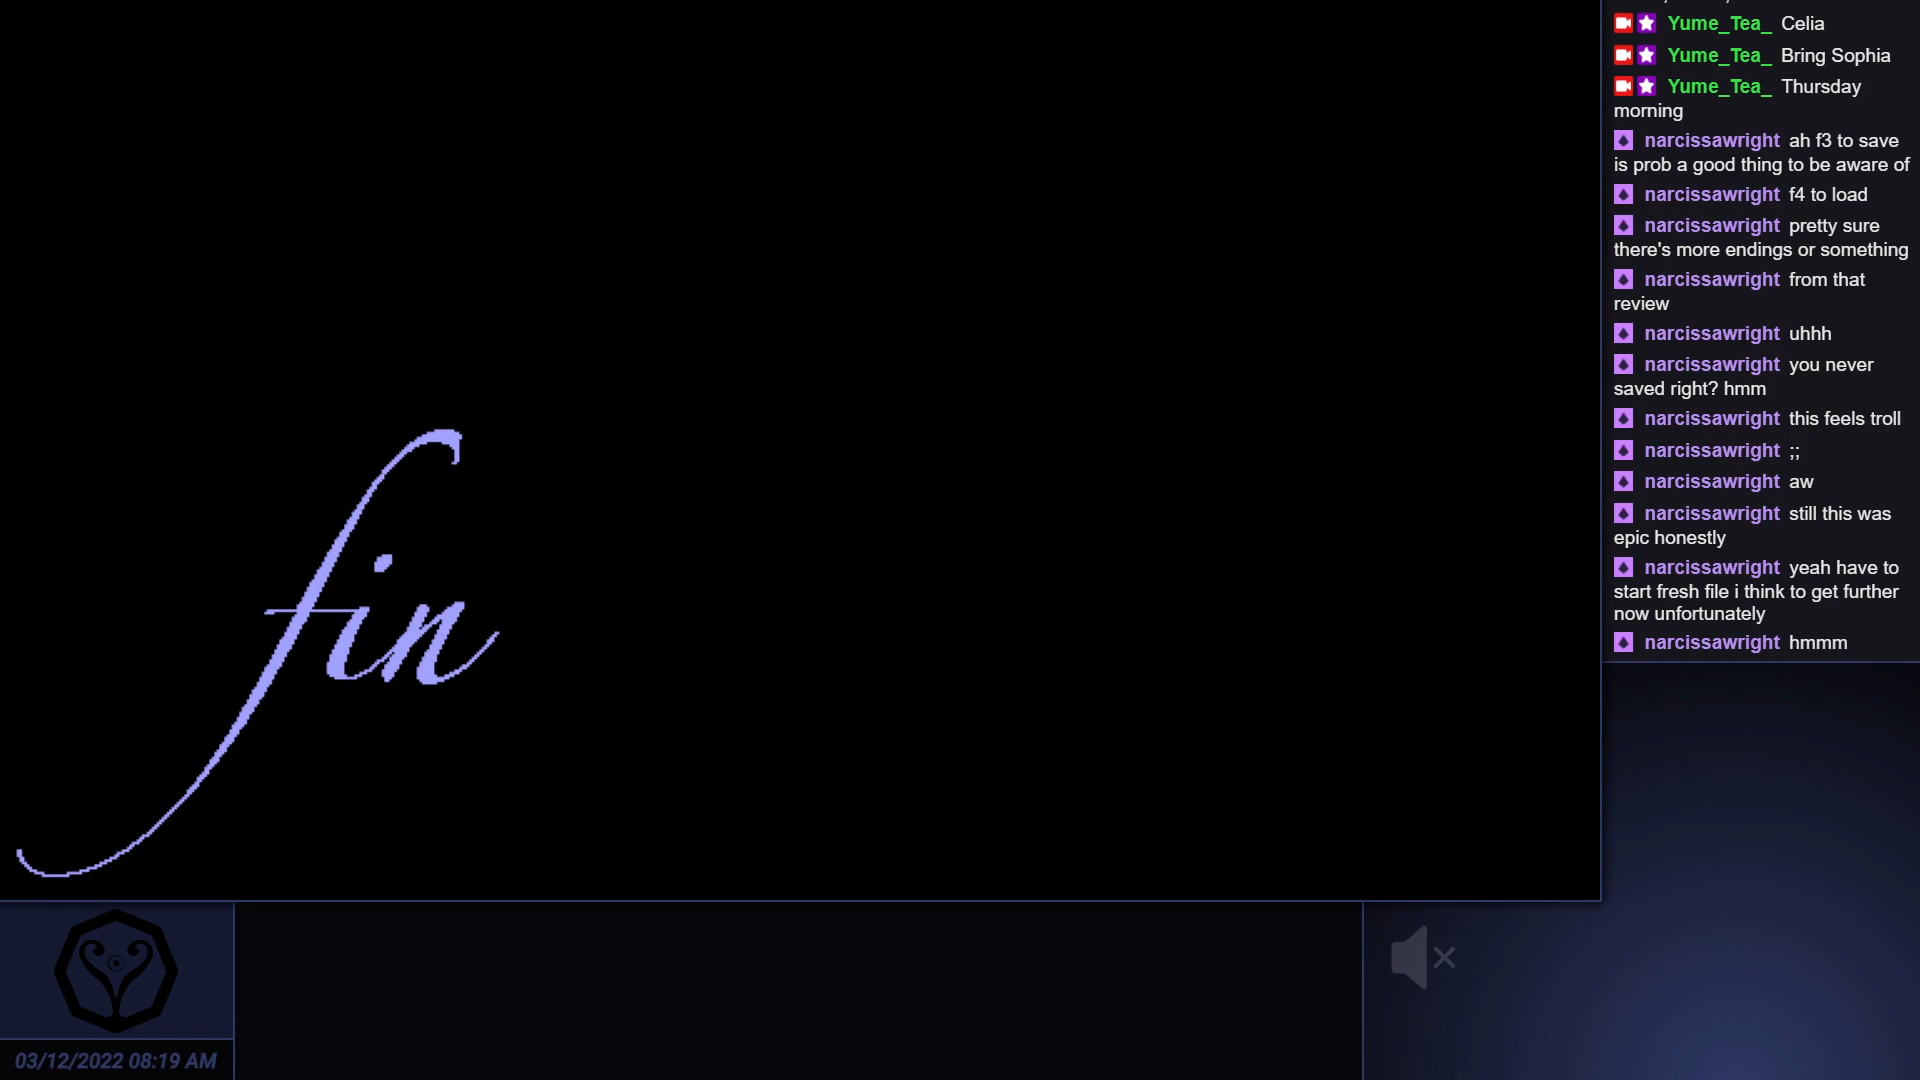 fin
Yume_Tea_ Celia
Yume_Tea_ Bring Sophia
Yume_Tea_ Thursday
morning
narcissawright ah f3 to save
is prob a good thing to be aware of
narcissawright f4 to load
narcissawright pretty sure
there's more endings or something
narcissawright from that
review
narcissawright uhhh
narcissawright you never
saved right? hmm
narcissawright this feels troll
narcissawright ;;
narcissawright aw
narcissawright still this was
epic honestly
narcissawright yeah have to
start fresh file i think to get further
now unfortunately
narcissawright hmmm
03/12/2022 08:19 AM